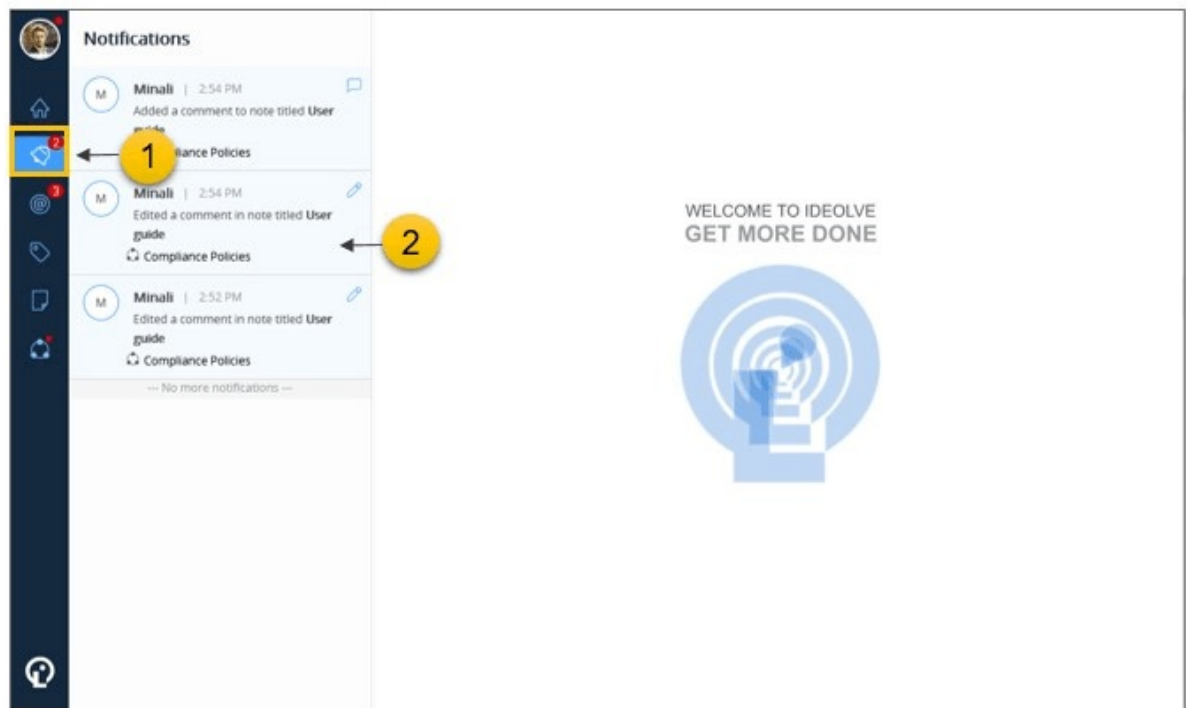 Notifications
M
Minali | 2:54 PM
Added a comment to note titled User
guide
1
liance Policies
2
3
M
Minali | 2:54 PM
Edited a comment in note titled User
guide
Compliance Policies
2
M
Minali | 2:52 PM
Edited a comment in note titled User
guide
Compliance Policies
--- No more notifications ---
WELCOME TO IDEOLVE
GET MORE DONE